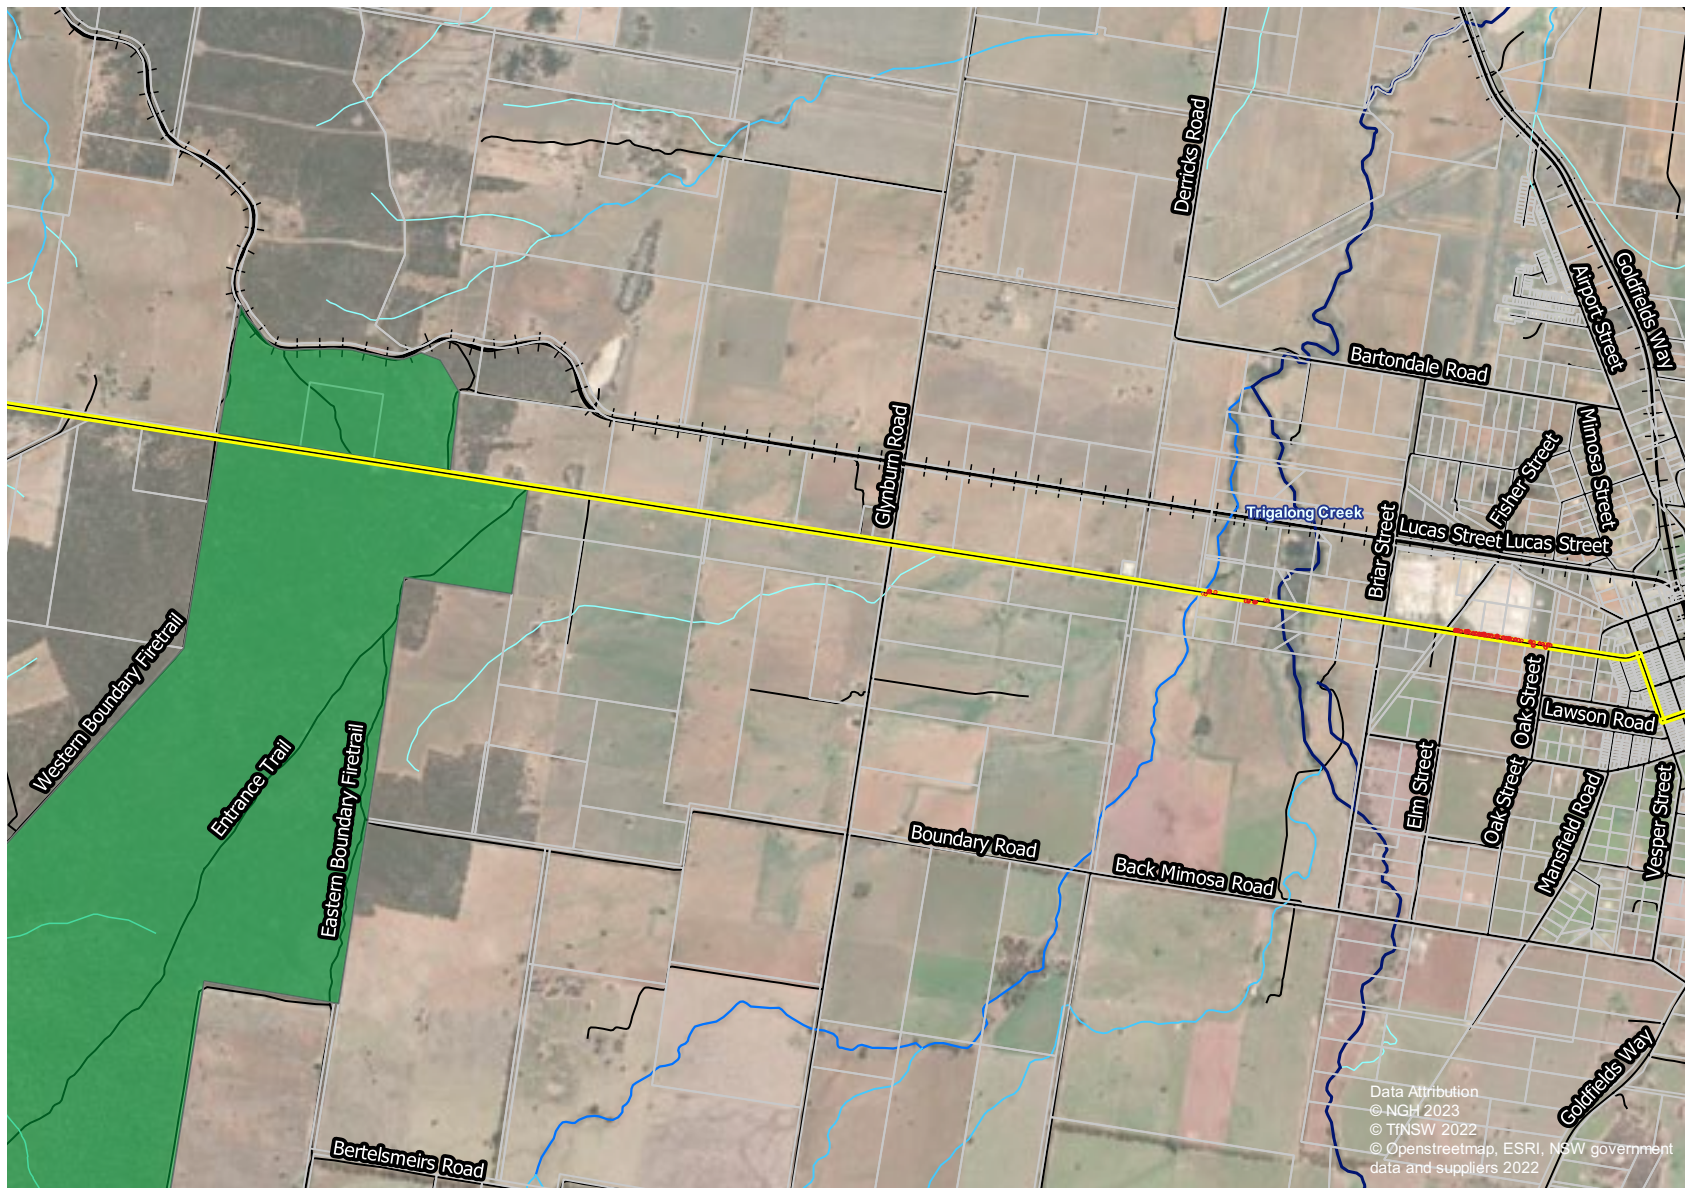 Derricks Road
Goldfields Way
Airport Street
Bartondale Road
Mimosa Street
Fisher Street
Glynburn Road
Trigalong Creek
Briar Street
Lucas Street
Lucas Street
Western Boundary Firetrail
Entrance Trail
Eastern Boundary Firetrail
Oak Street
Lawson Road
Elm Street
Oak Street
Mansfield Road
Vesper Street
Boundary Road
Back Mimosa Road
Goldfields Way
Bertelsmeirs Road
Data Attribution
© NGH 2023
© TfNSW 2022
© Openstreetmap, ESRI, NSW government
data and suppliers 2022